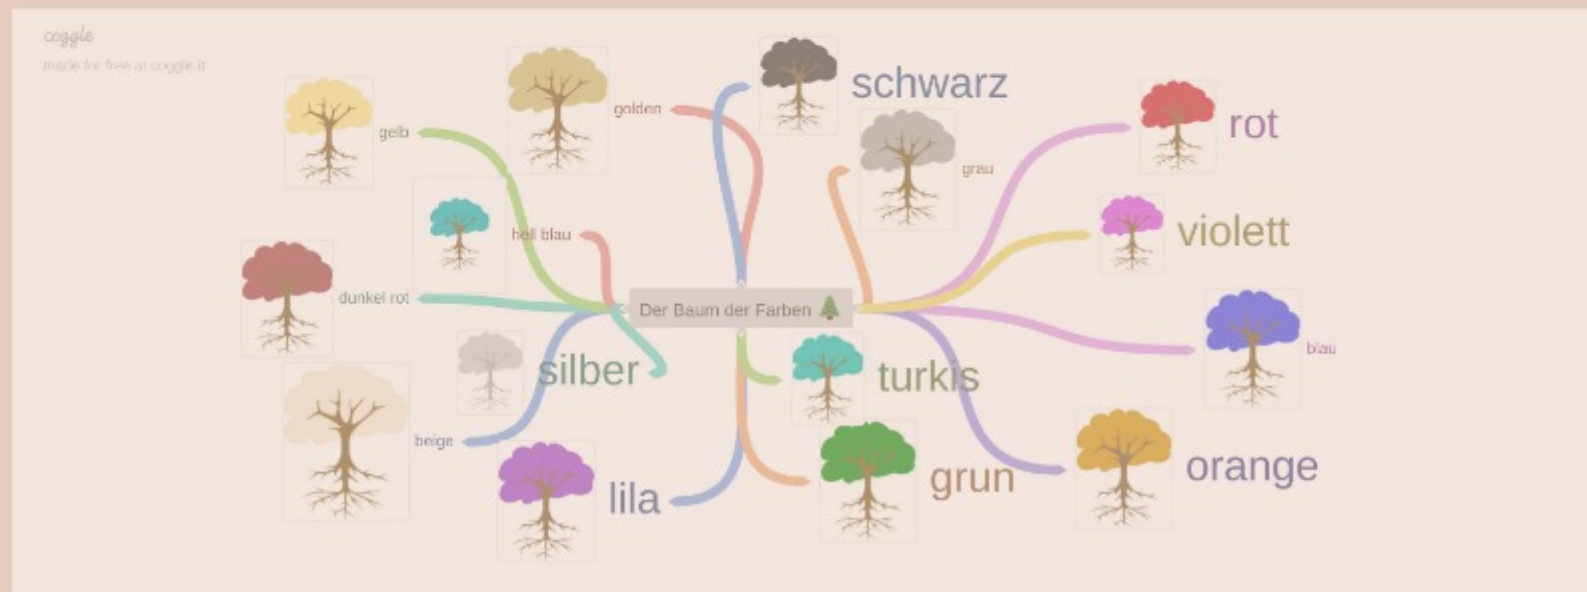 coggle
made for free at coggle.it
schwarz
golden
rot
gelb
grau
violett
hell blau
dunkel rot
Der Baum der Farben
blau
silber
turkis
beige
orange
grun
lila